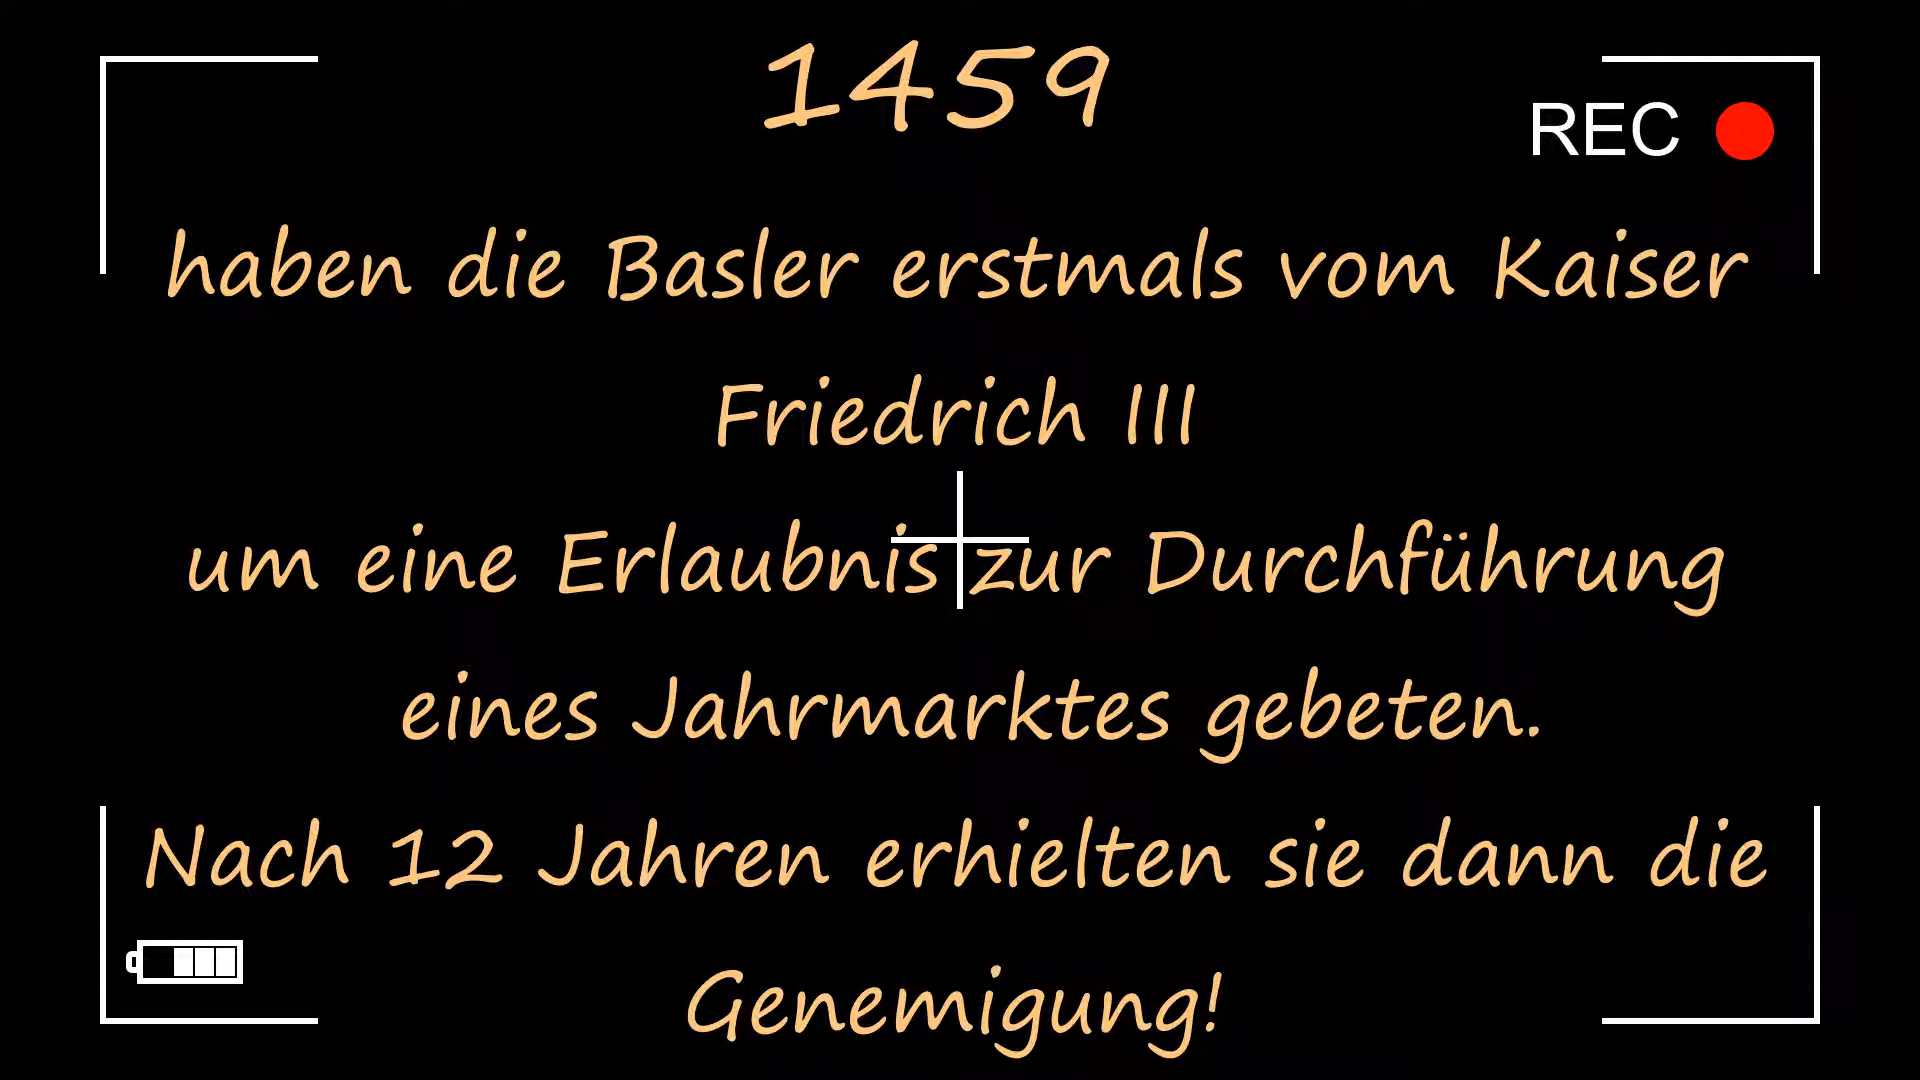 1459
REC
haben die Basler erstmals vom Kaiser
Friedrich III
um eine Erlaubnis zur Durchführung
eines Jahrmarktes gebeten.
Nach 12 Jahren erhielten sie dann die
Genemigung!